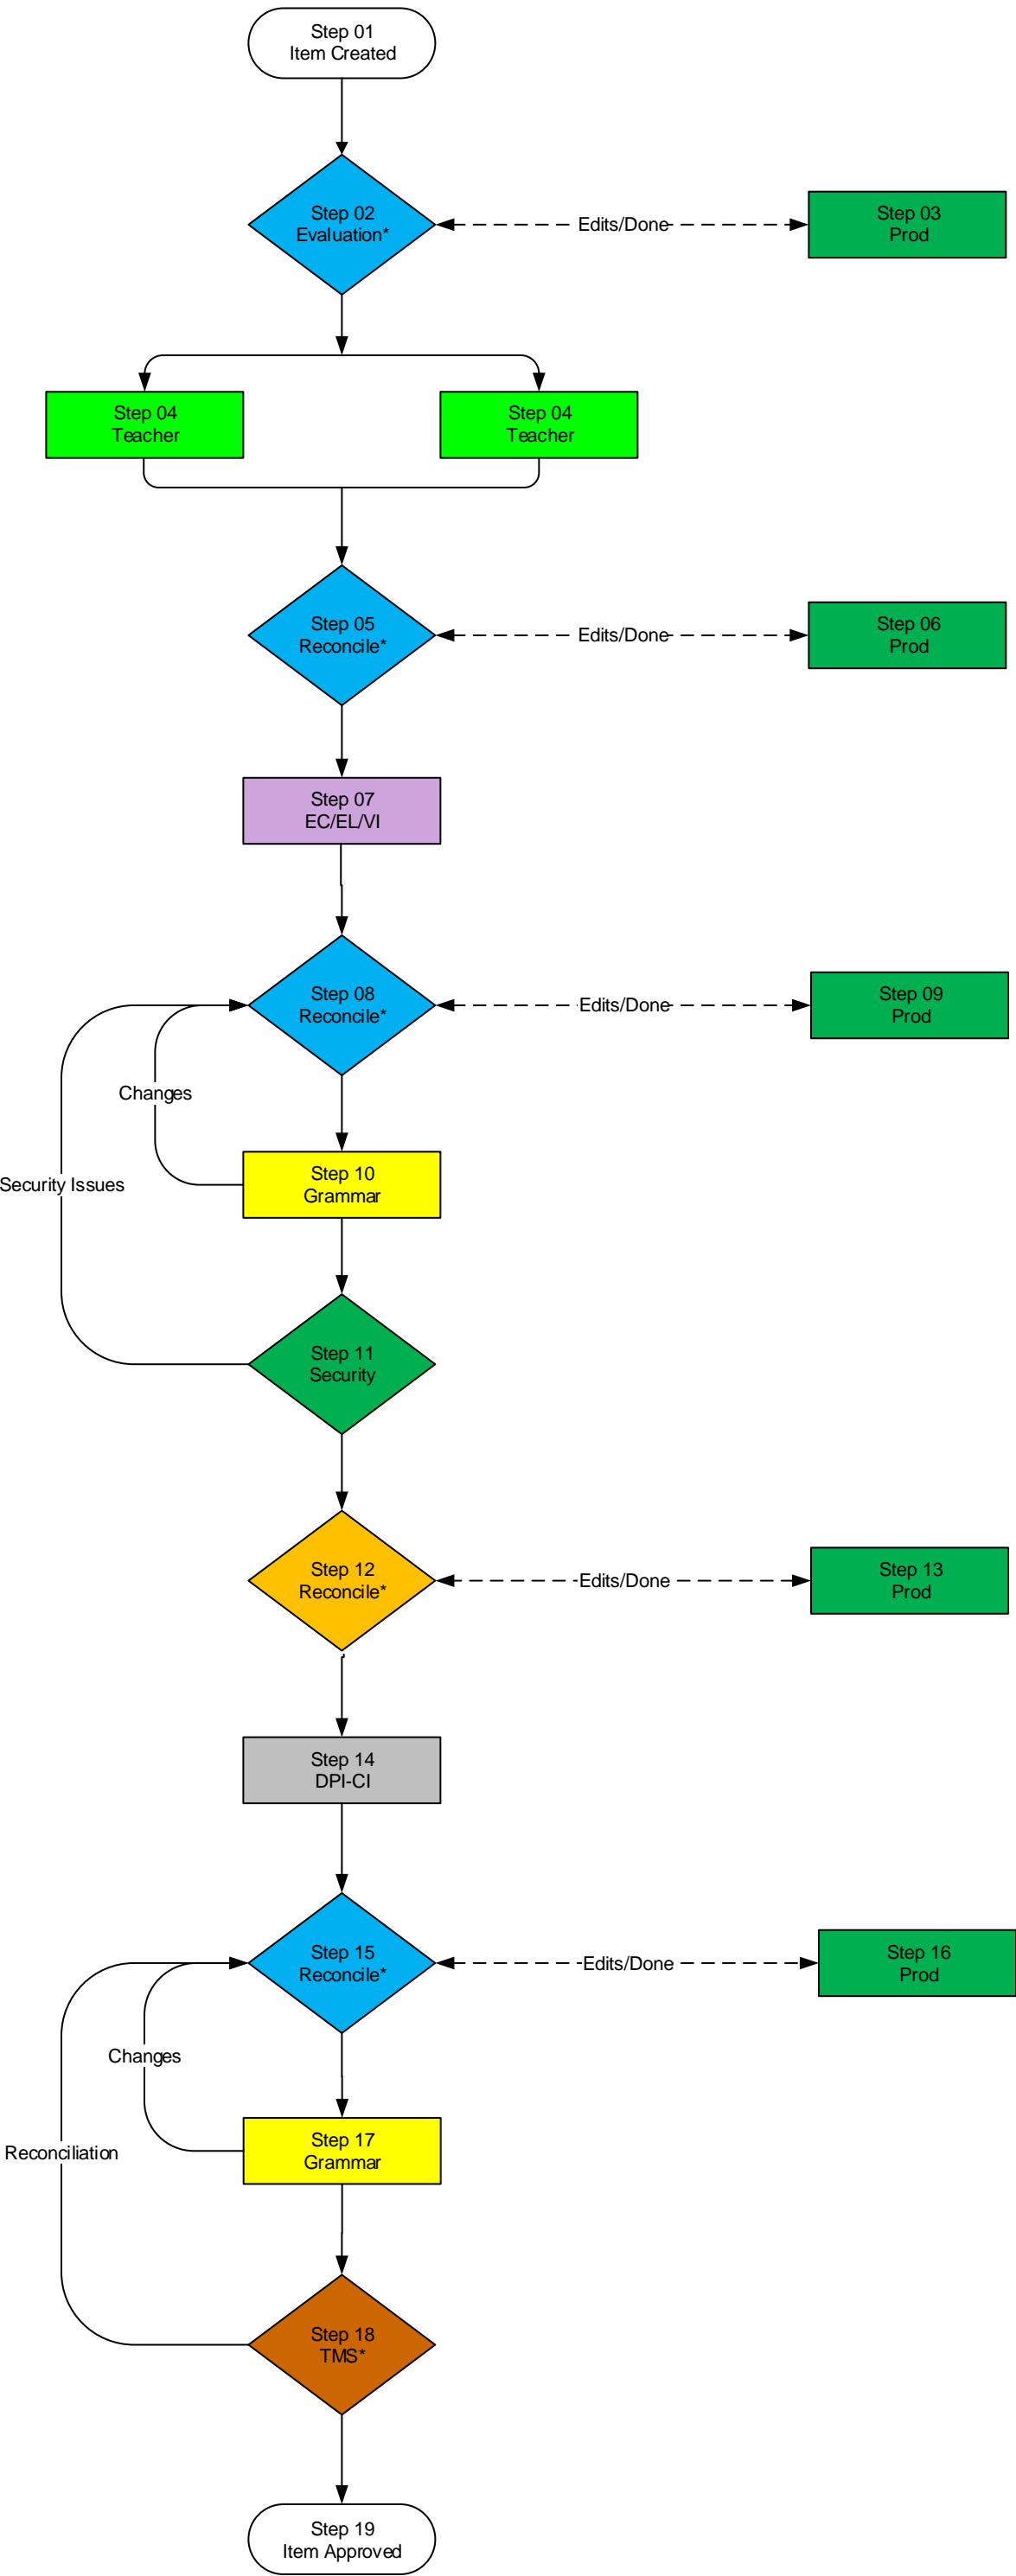 Step 01
Item Created
Step 02
Evaluation*
Edits/Done
Step 03
Prod
Step 04
Teacher
Step 04
Teacher
Step 05
Reconcile*
Edits/Done
Step 06
Prod
Step 07
EC/EL/VI
Step 08
Reconcile*
Edits/Done
Step 09
Prod
Changes
Step 10
Grammar
Security Issues
Step 11
Security
Step 12
Reconcile*
Edits/Done
Step 13
Prod
Step 14
DPI-CI
Step 15
Reconcile*
Edits/Done
Step 16
Prod
Changes
Step 17
Grammar
Reconciliation
Step 18
TMS*
Step 19
Item Approved